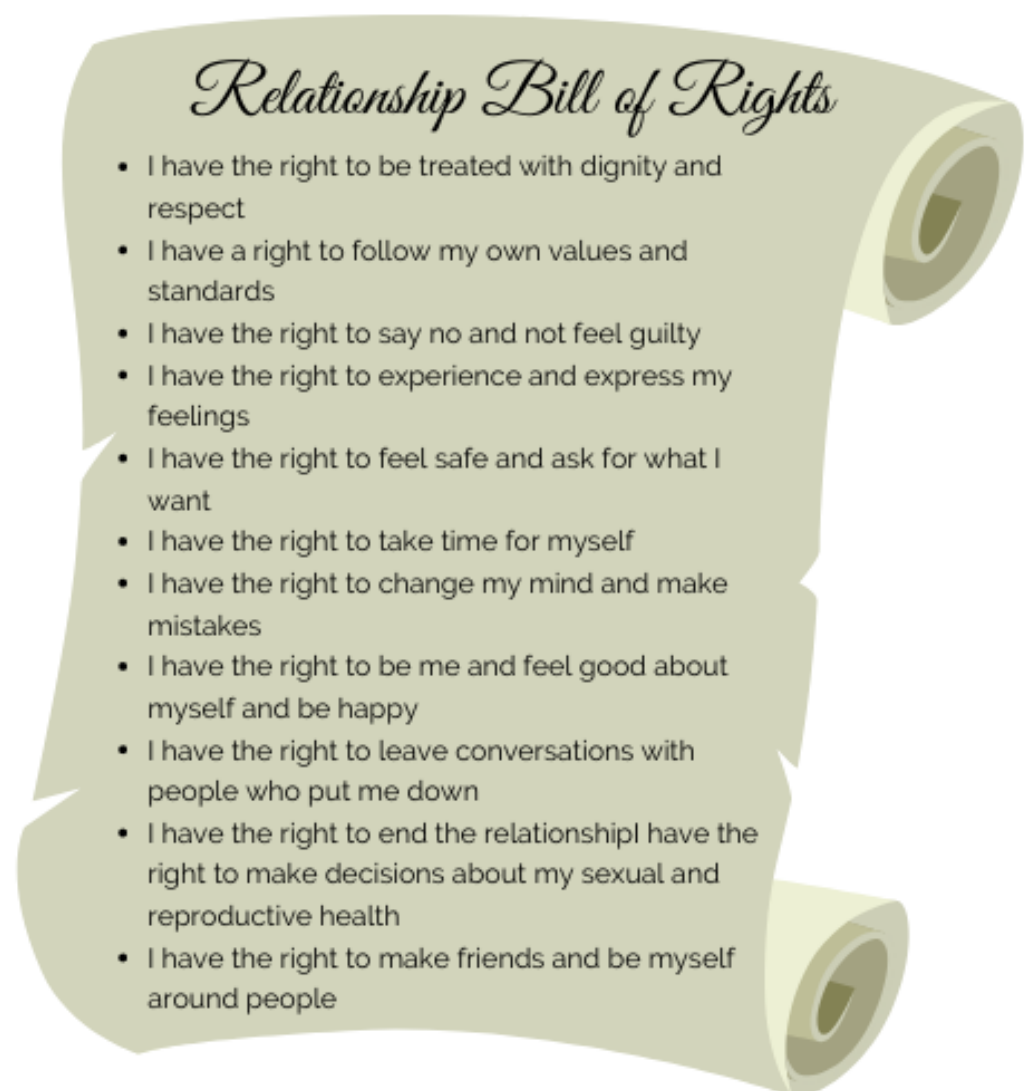 Relationship Bill of Rights
• I have the right to be treated with dignity and
respect
• I have a right to follow my own values and
standards
• I have the right to say no and not feel guilty
• I have the right to experience and express my
feelings
• I have the right to feel safe and ask for what I
want
• I have the right to take time for myself
• I have the right to change my mind and make
mistakes
• I have the right to be me and feel good about
myself and be happy
• I have the right to leave conversations with
people who put me down
• I have the right to end the relationshipI have the
right to make decisions about my sexual and
reproductive health
• I have the right to make friends and be myself
around people